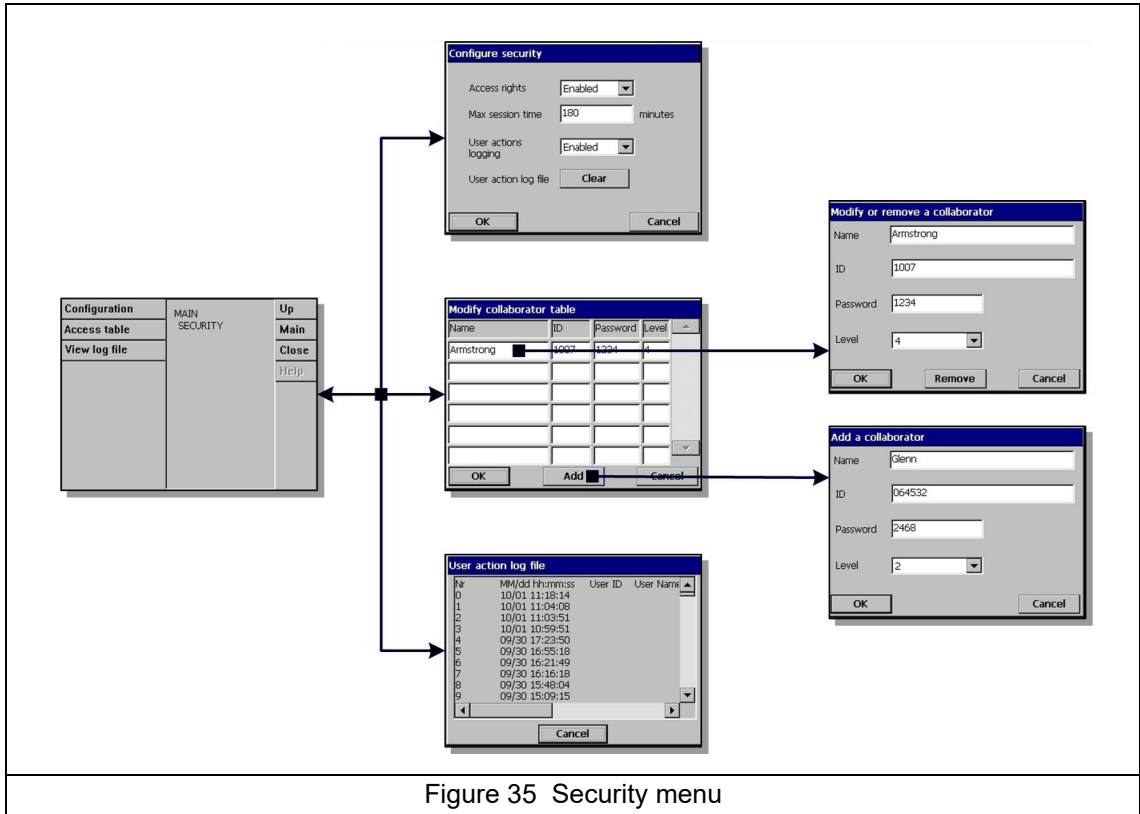 Configure security
Access rights Enabled
Max session time 180 minutes
User actions
logging Enabled
User action log file Clear
OK Cancel
Configuration MAIN Up
Access table SECURITY Main
View log file Close
Help
Modify collaborator table
Name ID Password Level
Armstrong 1007 1234 4
OK Add Cancel
Modify or remove a collaborator
Name Armstrong
ID 1007
Password 1234
Level 4
OK Remove Cancel
Add a collaborator
Name Glenn
ID 064532
Password 2468
Level 2
OK Cancel
User action log file
Nr MM/dd hh:mm:ss User ID User Name
0 10/01 11:18:14
1 10/01 11:04:08
2 10/01 11:03:51
3 10/01 10:59:51
4 09/30 17:23:50
5 09/30 16:55:18
6 09/30 16:21:49
7 09/30 16:16:18
8 09/30 15:48:04
9 09/30 15:09:15
Cancel
Figure 35 Security menu